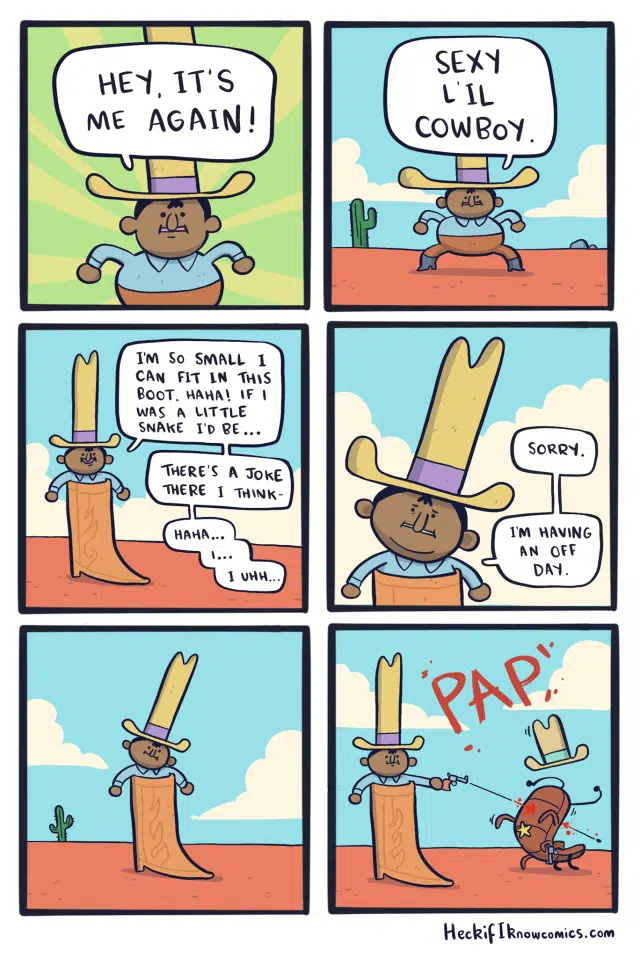 HEY, IT'S
ME AGAIN!
SEXY
L'IL
COWBOY.
I'M SO SMALL I
CAN FIT IN THIS
BOOT. HAHA! IF I
WAS A LITTLE
SNAKE I'D BE...
THERE'S A JOKE
THERE I THINK-
HAHA...
I...
I UHH...
SORRY.
I'M HAVING
AN OFF
DAY.
"PAP"
HeckifIknowcomics.com